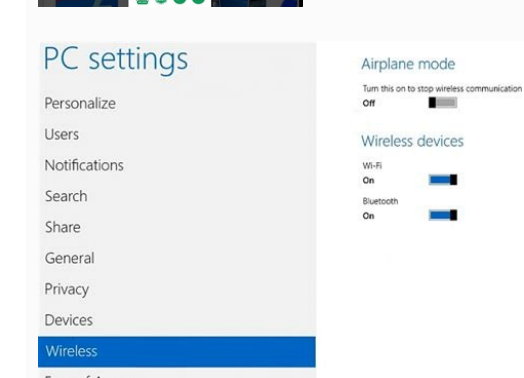 PC settings
Personalize
Users
Notifications
Search
Share
General
Privacy
Devices
Wireless
Airplane mode
Turn this on to stop wireless communication
Off
Wireless devices
Wi-Fi
On
Bluetooth
On